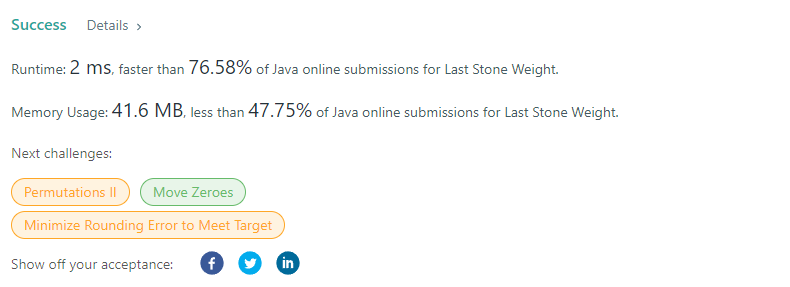 Success Details >
Runtime: 2 ms, faster than 76.58% of Java online submissions for Last Stone Weight.
Memory Usage: 41.6 MB, less than 47.75% of Java online submissions for Last Stone Weight.
Next challenges:
Permutations II Move Zeroes
Minimize Rounding Error to Meet Target
Show off your acceptance: f in